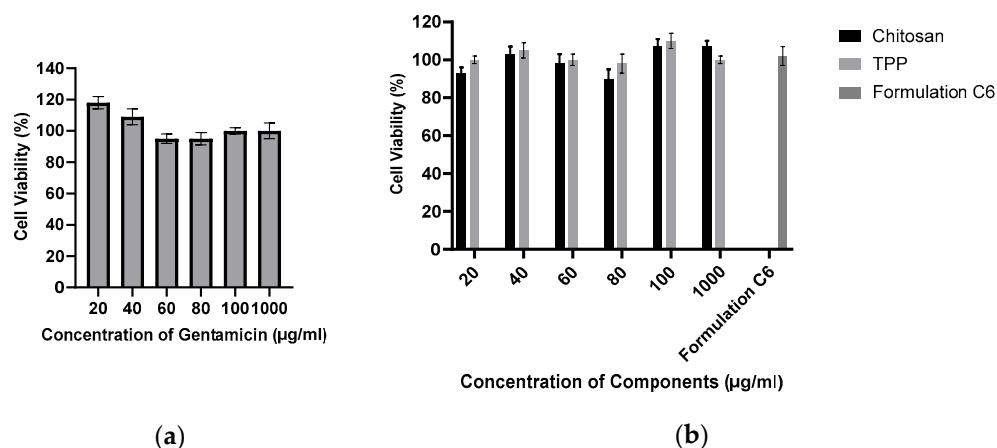 140
120
100
80
60
40
20
0
Cell Viability (%)
20 40 60 80 100 1000
Concentration of Gentamicin (µg/ml)
(a)
120
100
80
60
40
20
0
Cell Viability (%)
20 40 60 80 100 1000 Formulation C6
Concentration of Components (µg/ml)
(b)
Chitosan
TPP
Formulation C6